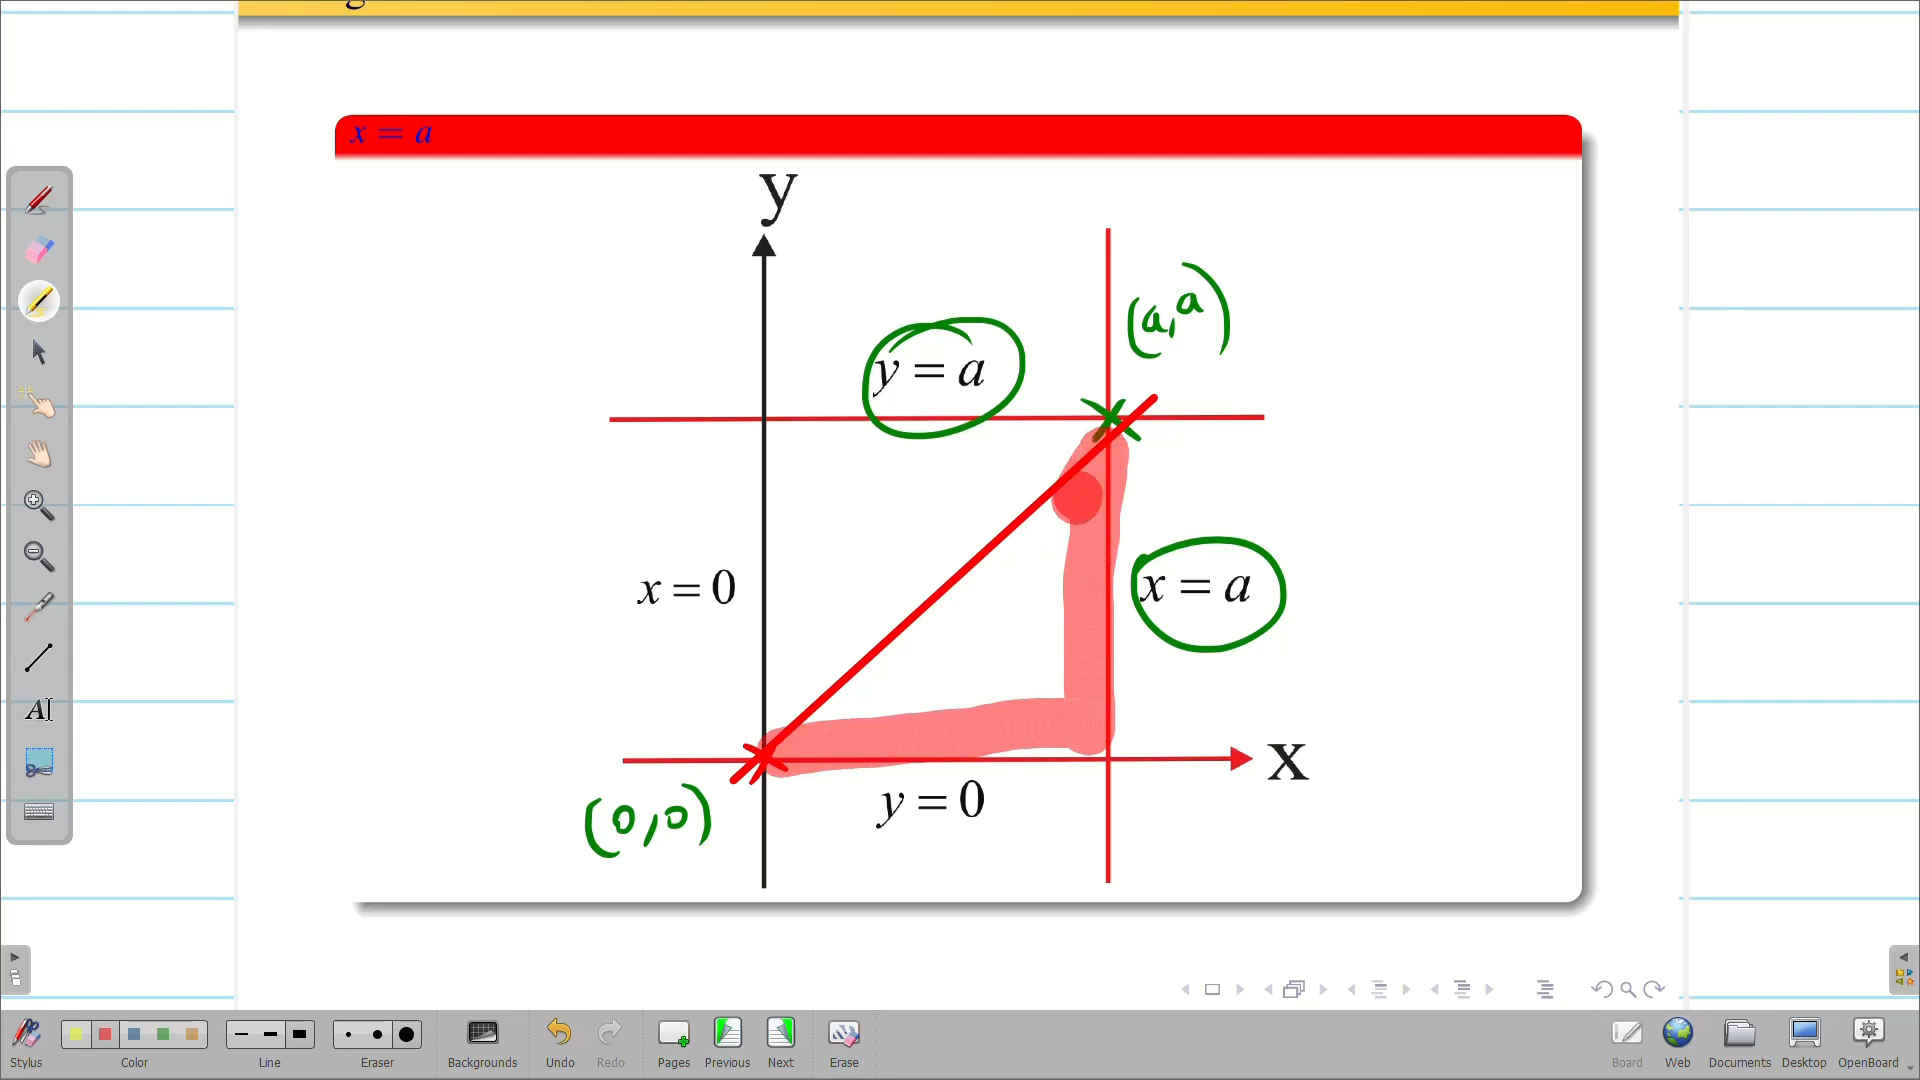 x = a
y
(a,a)
y = a
x = 0
x = a
X
y = 0
(0,0)
Stylus
Color
Line
Eraser
Backgrounds
Undo
Redo
Pages
Previous
Next
Erase
Board
Web
Documents
Desktop
OpenBoard